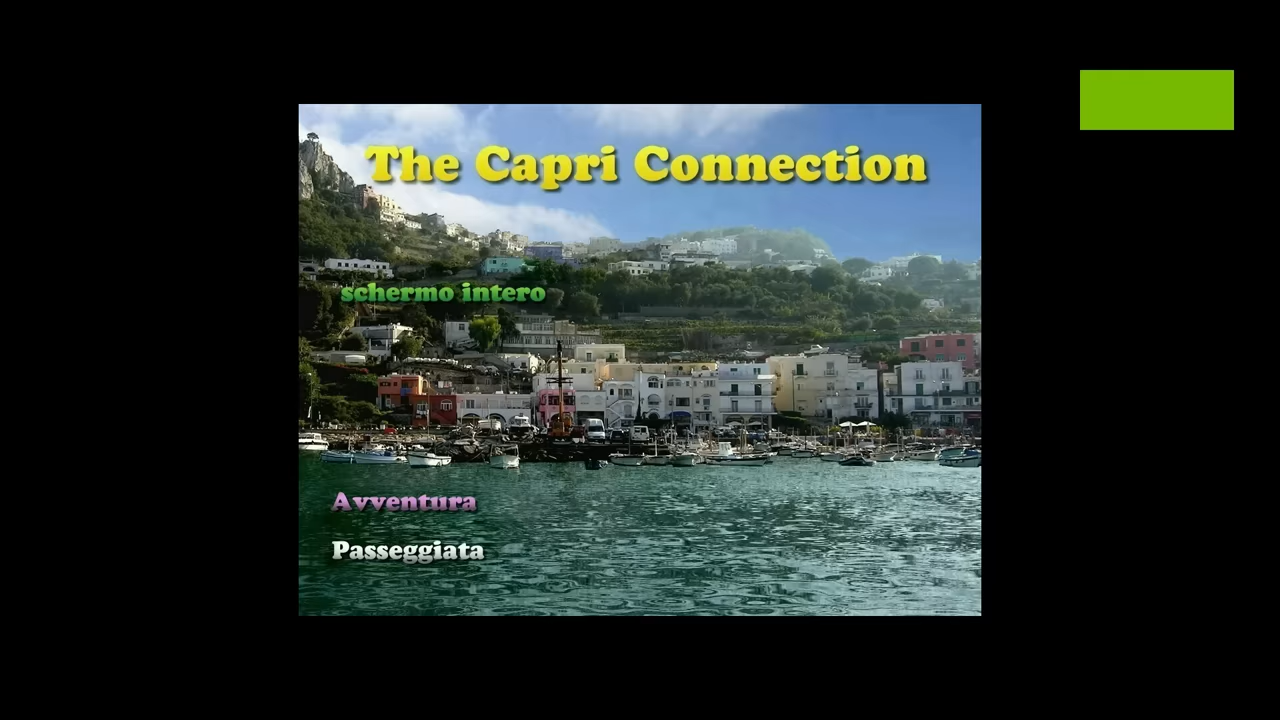 The Capri Connection
schermo intero
Avventura
Passeggiata